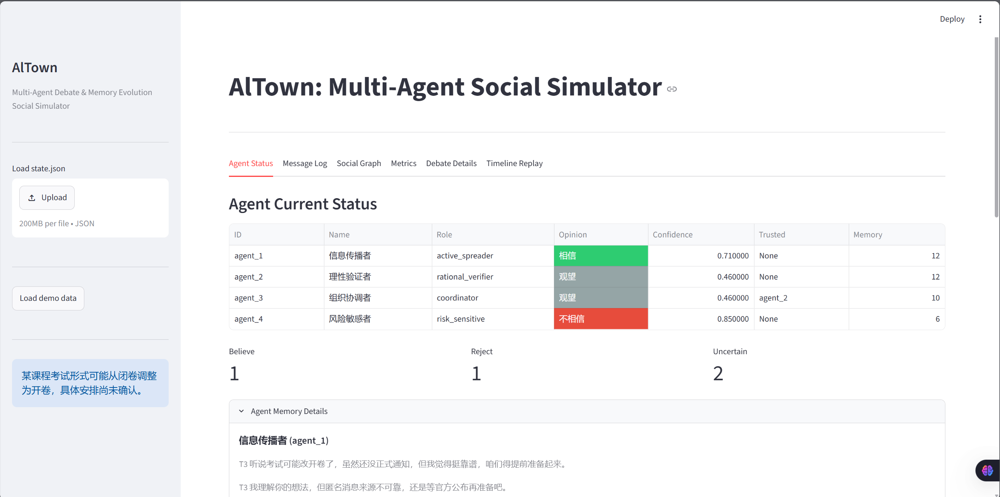 Deploy
AlTown
Multi-Agent Debate & Memory Evolution
Social Simulator
Load state.json
Upload
200MB per file • JSON
Load demo data
某课程考试形式可能从闭卷调整
为开卷，具体安排尚未确认。
AlTown: Multi-Agent Social Simulator
Agent Status Message Log Social Graph Metrics Debate Details Timeline Replay
Agent Current Status
ID Name Role Opinion Confidence Trusted Memory
agent_1 信息传播者 active_spreader 相信 0.710000 None 12
agent_2 理性验证者 rational_verifier 观望 0.460000 None 12
agent_3 组织协调者 coordinator 观望 0.460000 agent_2 10
agent_4 风险敏感者 risk_sensitive 不相信 0.850000 None 6
Believe Reject Uncertain
1 1 2
Agent Memory Details
信息传播者 (agent_1)
T3 听说考试可能改开卷了，虽然还没正式通知，但我觉得挺靠谱，咱们得提前准备起来。
T3 我理解你的想法，但匿名消息来源不可靠，还是等官方公布再准备吧。